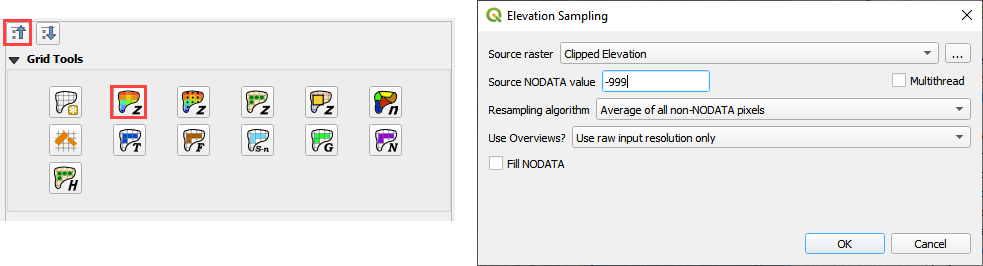 Grid Tools
Z
Z
Z
Z
n
T
F
S-n
G
N
H
Elevation Sampling
Source raster
Clipped Elevation
...
Source NODATA value
-999
Multithread
Resampling algorithm
Average of all non-NODATA pixels
Use Overviews?
Use raw input resolution only
Fill NODATA
OK
Cancel